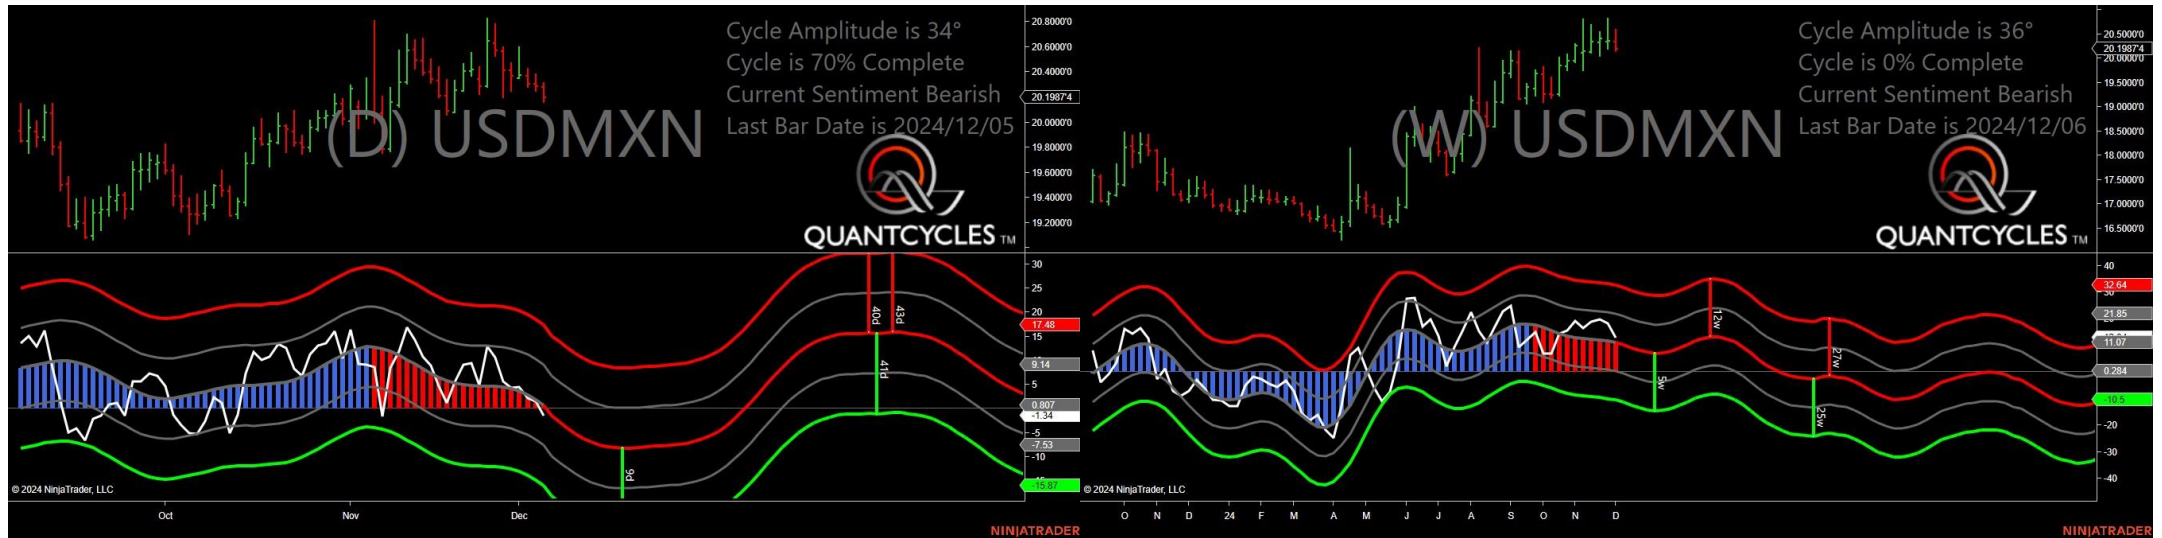 Cycle Amplitude is 34°
Cycle is 70% Complete
Current Sentiment Bearish
Last Bar Date is 2024/12/05
(D) USDMXN
QUANTCYCLES TM
20.8000'0
20.6000'0
20.4000'0
20.1987'4
20.0000'0
19.8000'0
19.6000'0
19.4000'0
19.2000'0
30
25
20
17.48
15
9.14
5
0.807
-1.34
-5
-7.53
-10
-15.87
40d
43d
41d
9d
© 2024 NinjaTrader, LLC
Oct
Nov
Dec
NINJATRADER
Cycle Amplitude is 36°
Cycle is 0% Complete
Current Sentiment Bearish
Last Bar Date is 2024/12/06
(W) USDMXN
QUANTCYCLES TM
20.5000'0
20.1987'4
20.0000'0
19.5000'0
19.0000'0
18.5000'0
18.0000'0
17.5000'0
17.0000'0
16.5000'0
40
32.64
30
21.85
11.07
0.284
-10.5
-20
-30
-40
12w
27w
5w
25w
© 2024 NinjaTrader, LLC
O N D 24 F M A M J J A S O N D
NINJATRADER